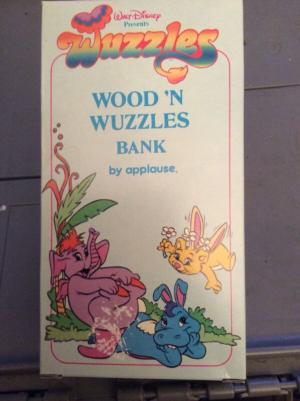 Walt Disney
Presents
Wuzzles
WOOD 'N
WUZZLES
BANK
by applause.